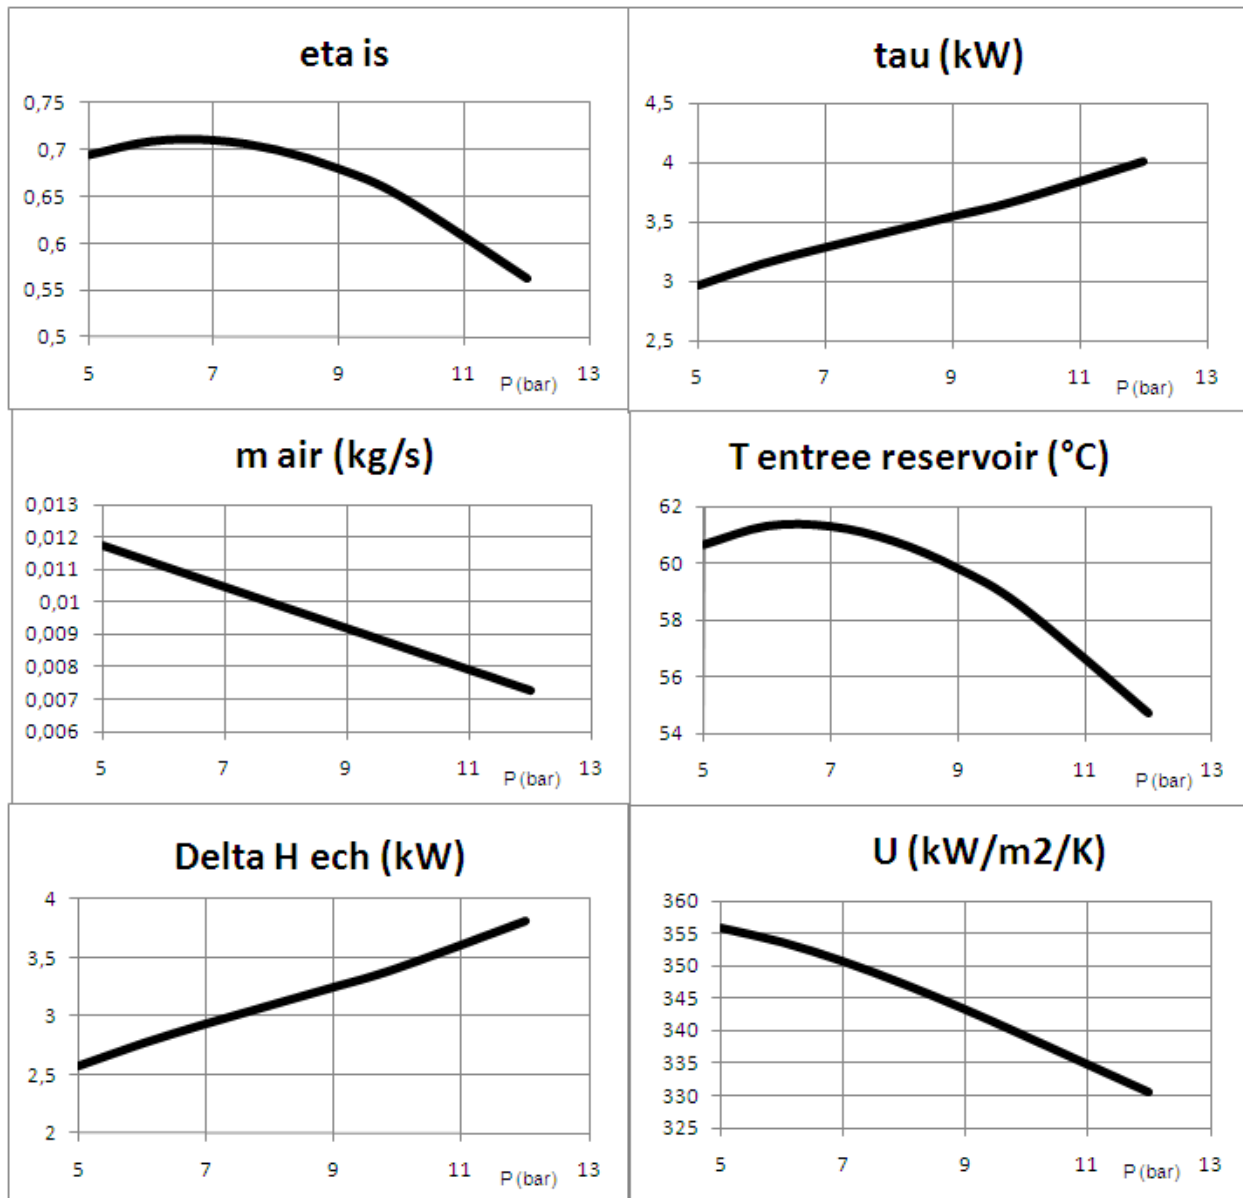 eta is
0,75
0,7
0,65
0,6
0,55
0,5
5 7 9 11 13
P (bar)
tau (kW)
4,5
4
3,5
3
2,5
5 7 9 11 13
P (bar)
m air (kg/s)
0,013
0,012
0,011
0,01
0,009
0,008
0,007
0,006
5 7 9 11 13
P (bar)
T entree reservoir (°C)
62
60
58
56
54
5 7 9 11 13
P (bar)
Delta H ech (kW)
4
3,5
3
2,5
2
5 7 9 11 13
P (bar)
U (kW/m2/K)
360
355
350
345
340
335
330
325
5 7 9 11 13
P (bar)